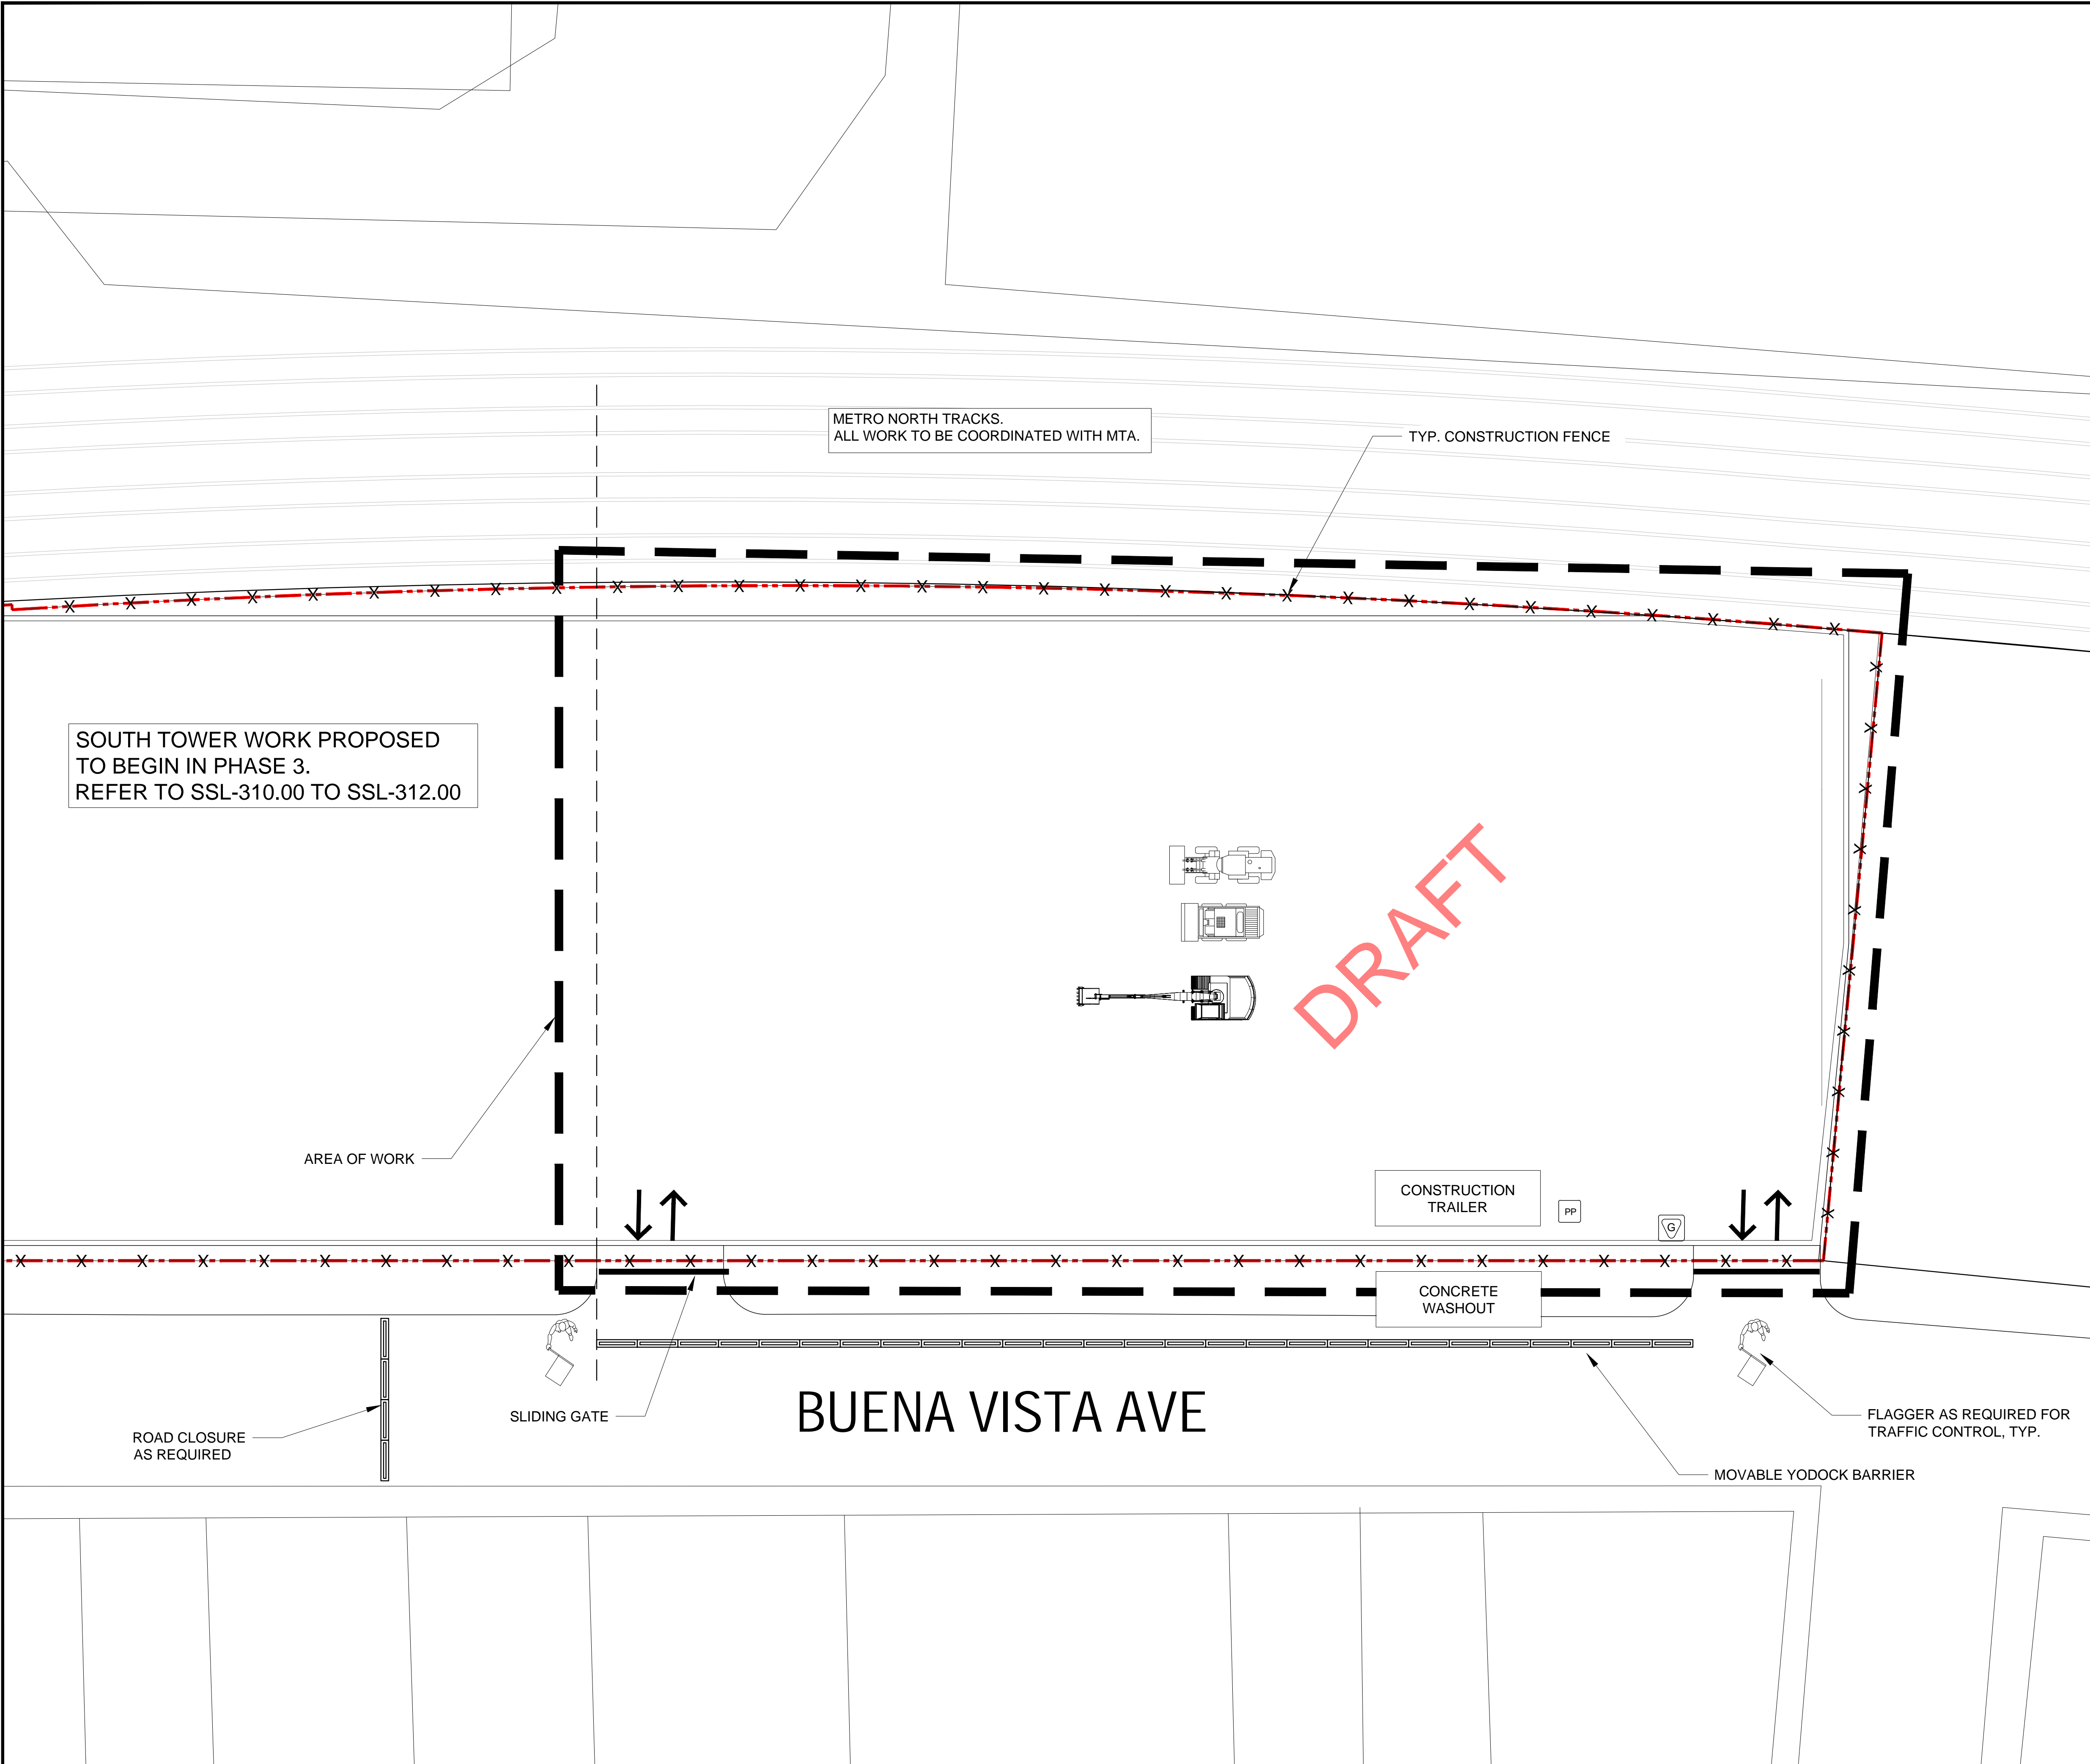 METRO NORTH TRACKS.
ALL WORK TO BE COORDINATED WITH MTA.
TYP. CONSTRUCTION FENCE
SOUTH TOWER WORK PROPOSED
TO BEGIN IN PHASE 3.
REFER TO SSL-310.00 TO SSL-312.00
DRAFT
AREA OF WORK
CONSTRUCTION
TRAILER
PP
G
CONCRETE
WASHOUT
SLIDING GATE
BUENA VISTA AVE
ROAD CLOSURE
AS REQUIRED
FLAGGER AS REQUIRED FOR
TRAFFIC CONTROL, TYP.
MOVABLE YODOCK BARRIER